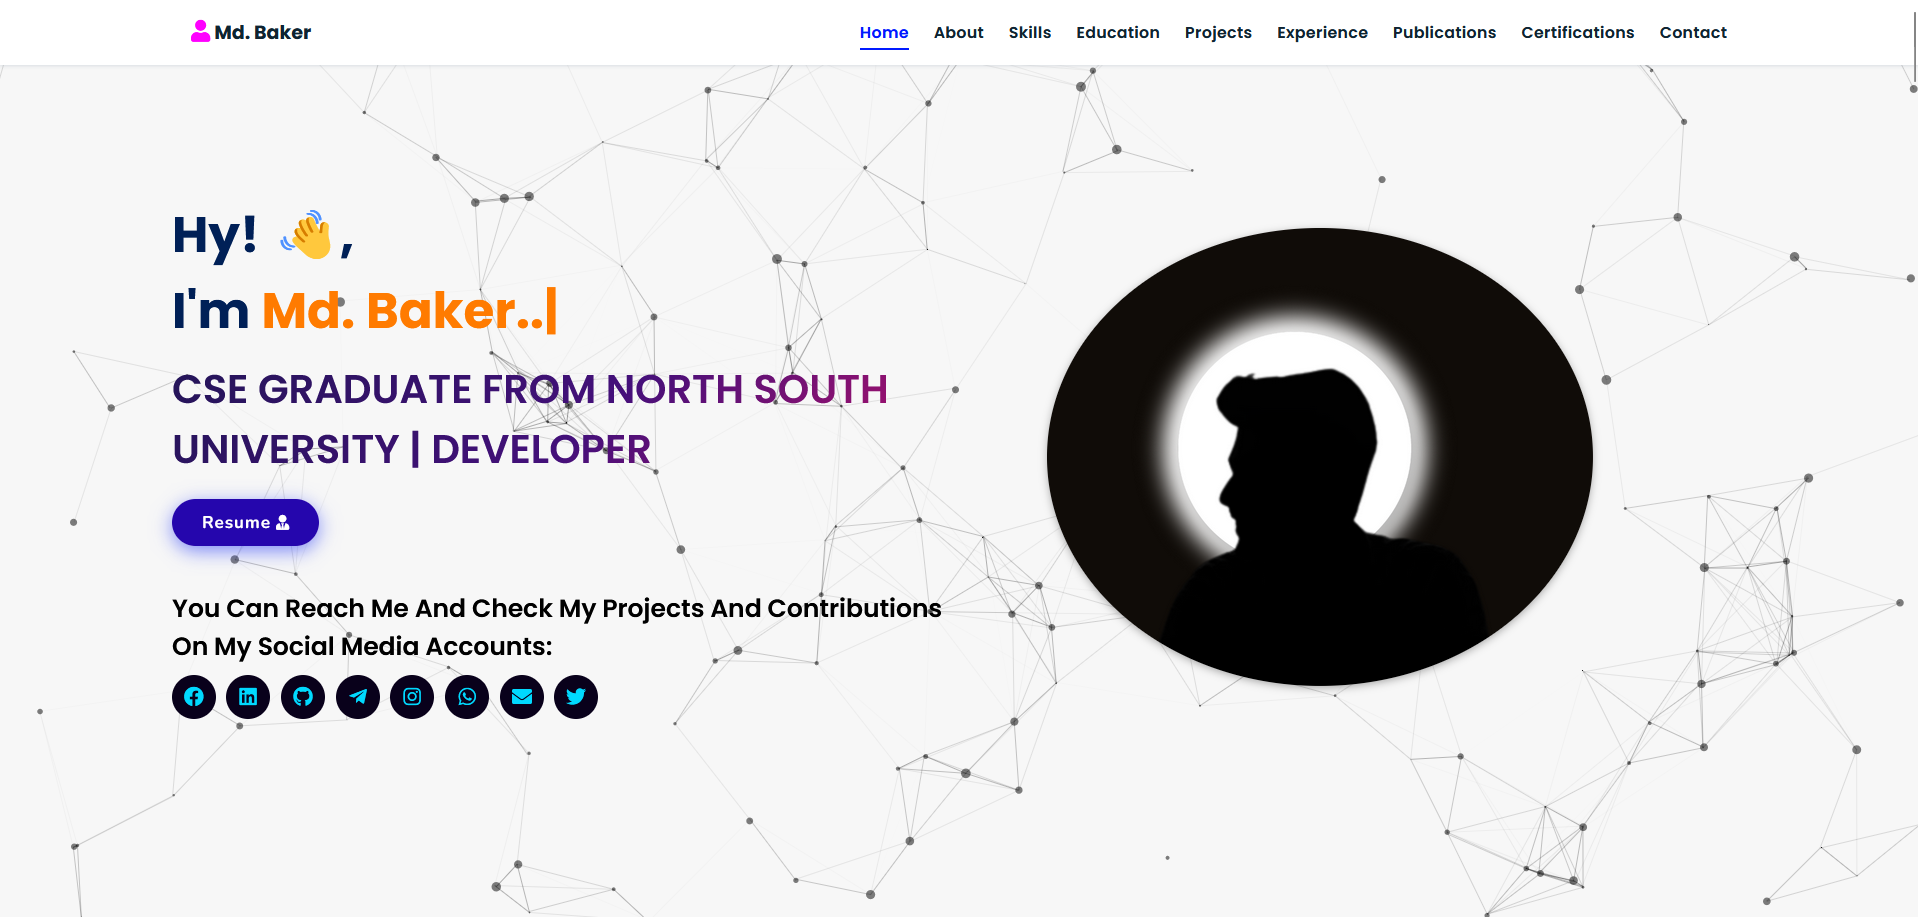 Md. Baker
Home About Skills Education Projects Experience Publications Certifications Contact
Hy! 👋,
I'm Md. Baker..|
CSE GRADUATE FROM NORTH SOUTH
UNIVERSITY | DEVELOPER
Resume
You Can Reach Me And Check My Projects And Contributions
On My Social Media Accounts: